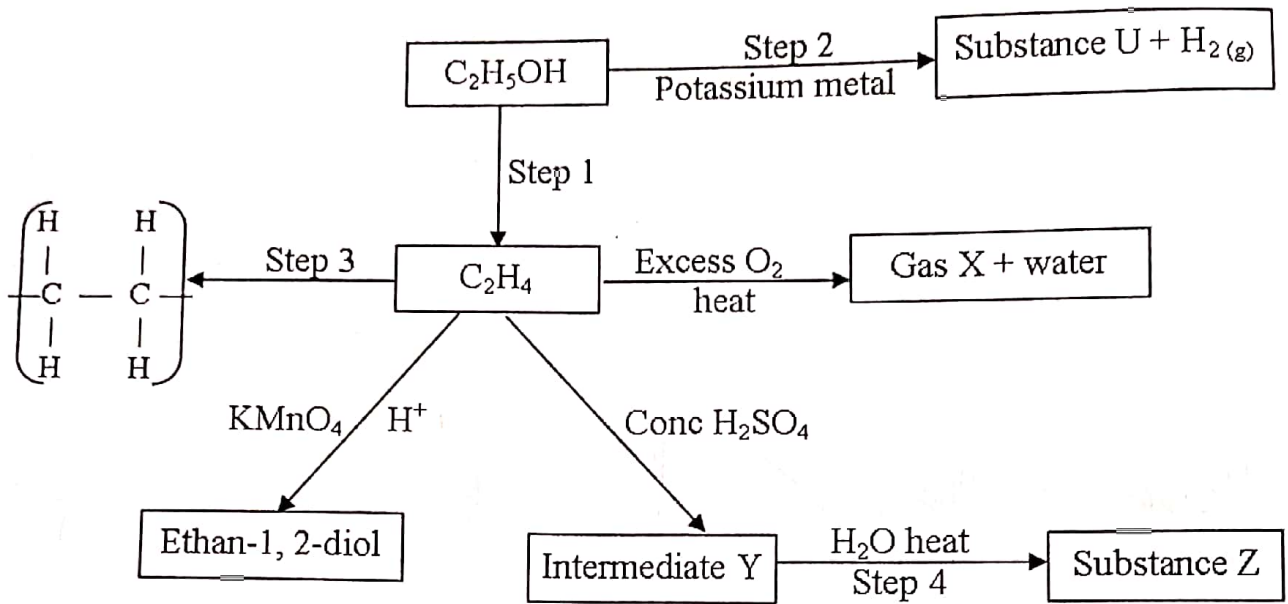 C₂H₅OH
Step 2
Potassium metal
Substance U + H₂ (g)
Step 1
H H
C — C
H H
Step 3
C₂H₄
Excess O₂
heat
Gas X + water
KMnO₄ H⁺
Conc H₂SO₄
Ethan-1, 2-diol
Intermediate Y
H₂O heat
Step 4
Substance Z